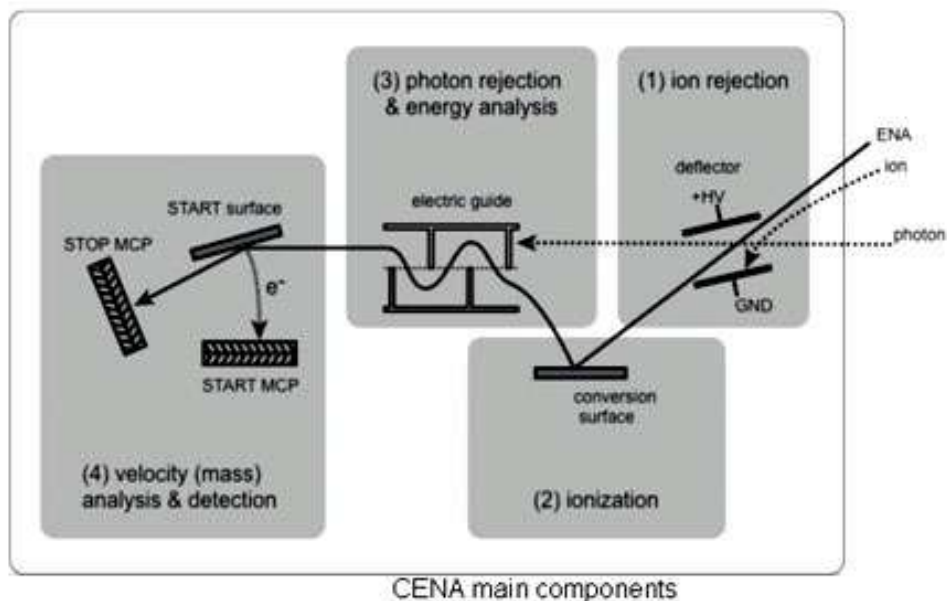 (3) photon rejection
& energy analysis
(1) ion rejection
ENA
ion
deflector
+HV
photon
GND
electric guide
START surface
STOP MCP
e⁻
START MCP
conversion
surface
(4) velocity (mass)
analysis & detection
(2) ionization
CENA main components